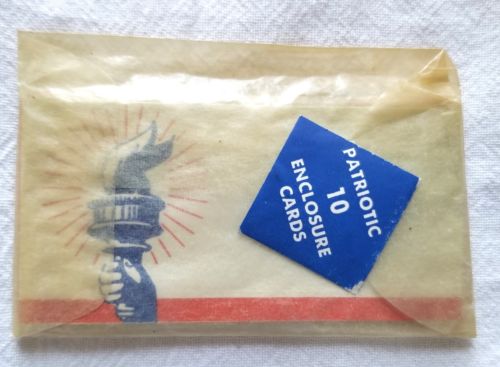 PATRIOTIC
10
ENCLOSURE
CARDS